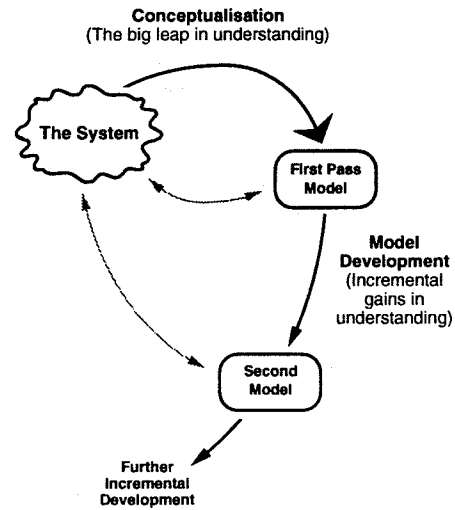 Conceptualisation
(The big leap in understanding)
The System
First Pass
Model
Model
Development
(Incremental
gains in
understanding)
Second
Model
Further
Incremental
Development